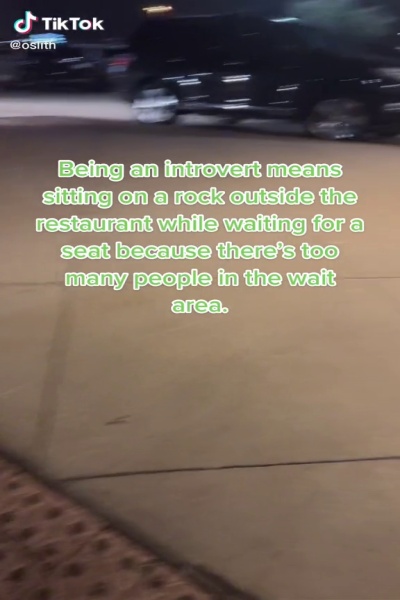 TikTok
@oslith
Being an introvert means
sitting on a rock outside the
restaurant while waiting for a
seat because there's too
many people in the wait
area.